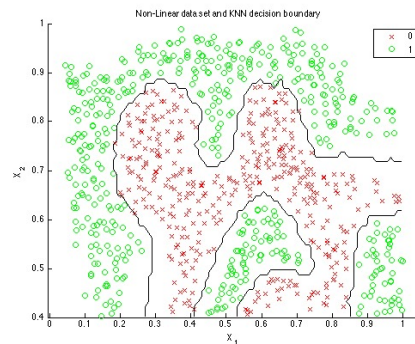 Non-Linear data set and KNN decision boundary
0
1
1
0.9
0.8
0.7
0.6
0.5
0.4
X2
0 0.1 0.2 0.3 0.4 0.5 0.6 0.7 0.8 0.9 1
X1